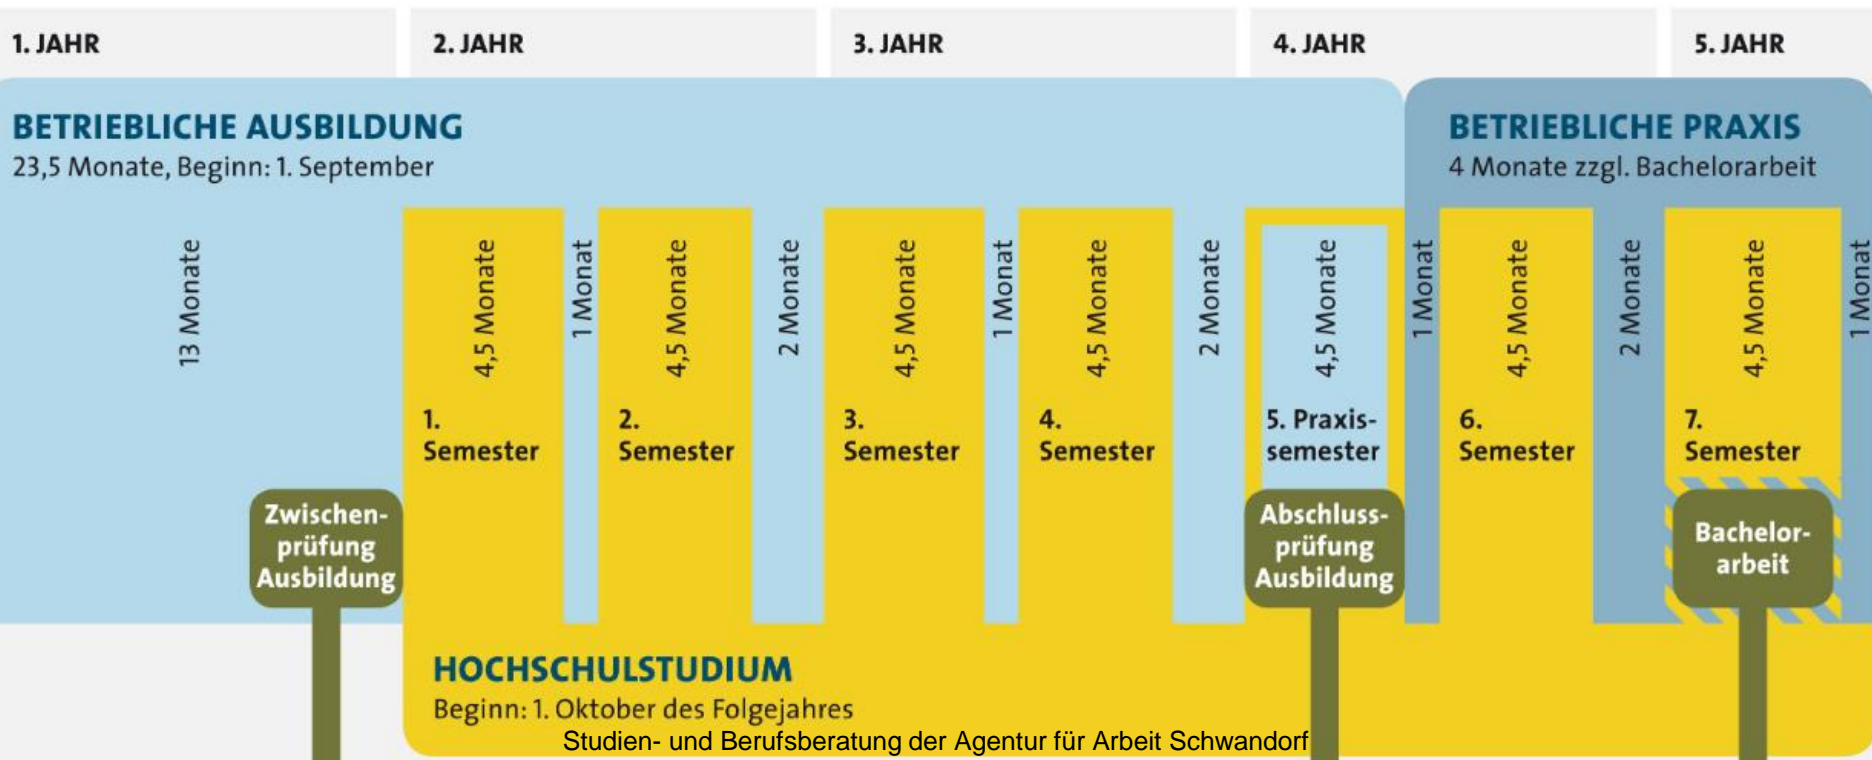 1. JAHR
2. JAHR
3. JAHR
4. JAHR
5. JAHR
BETRIEBLICHE AUSBILDUNG
23,5 Monate, Beginn: 1. September
BETRIEBLICHE PRAXIS
4 Monate zzgl. Bachelorarbeit
13 Monate
4,5 Monate
1 Monat
4,5 Monate
2 Monate
4,5 Monate
1 Monat
4,5 Monate
2 Monate
4,5 Monate
1 Monat
4,5 Monate
2 Monate
4,5 Monate
1 Monat
1.
Semester
2.
Semester
3.
Semester
4.
Semester
5. Praxis-
semester
6.
Semester
7.
Semester
Zwischen-
prüfung
Ausbildung
Abschluss-
prüfung
Ausbildung
Bachelor-
arbeit
HOCHSCHULSTUDIUM
Beginn: 1. Oktober des Folgejahres
Studien- und Berufsberatung der Agentur für Arbeit Schwandorf